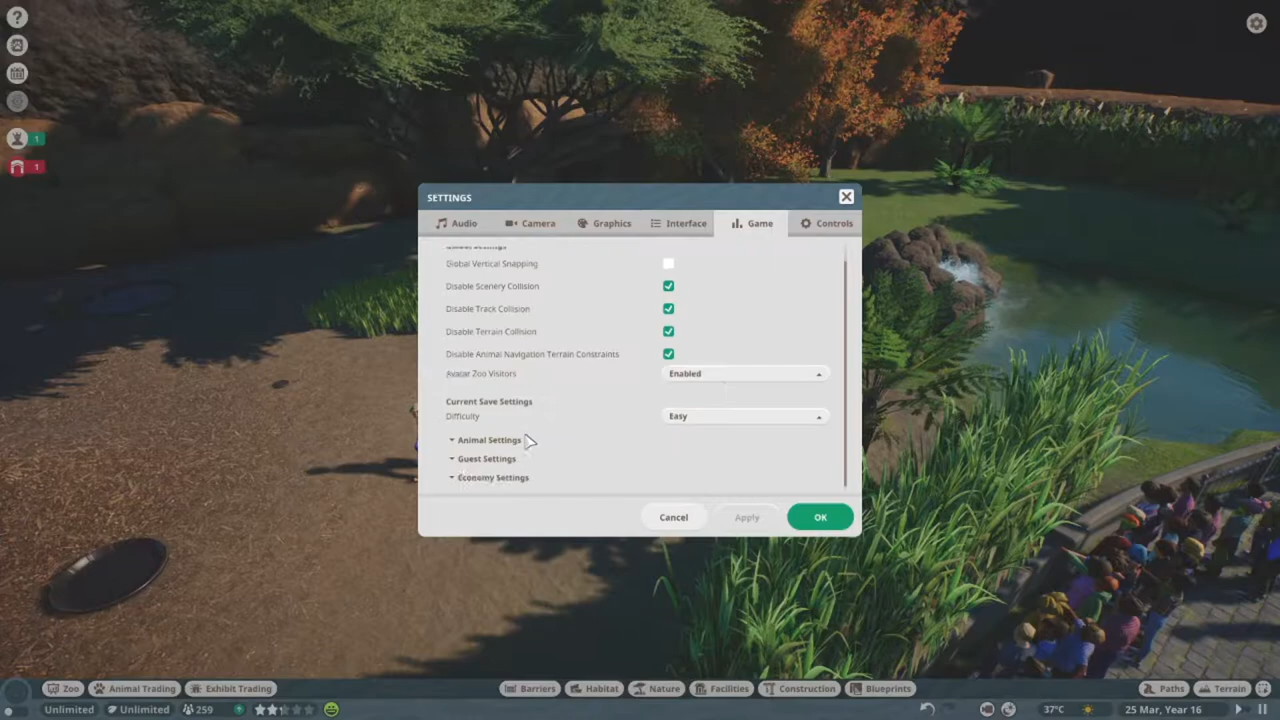 1
1
SETTINGS
Audio Camera Graphics Interface Game Controls
Global Vertical Snapping
Disable Scenery Collision
Disable Track Collision
Disable Terrain Collision
Disable Animal Navigation Terrain Constraints
Avatar Zoo Visitors Enabled
Current Save Settings
Difficulty Easy
Animal Settings
Guest Settings
Economy Settings
Cancel Apply OK
Zoo Animal Trading Exhibit Trading Barriers Habitat Nature Facilities Construction Blueprints Paths Terrain
Unlimited Unlimited 259 37°C 25 Mar, Year 16